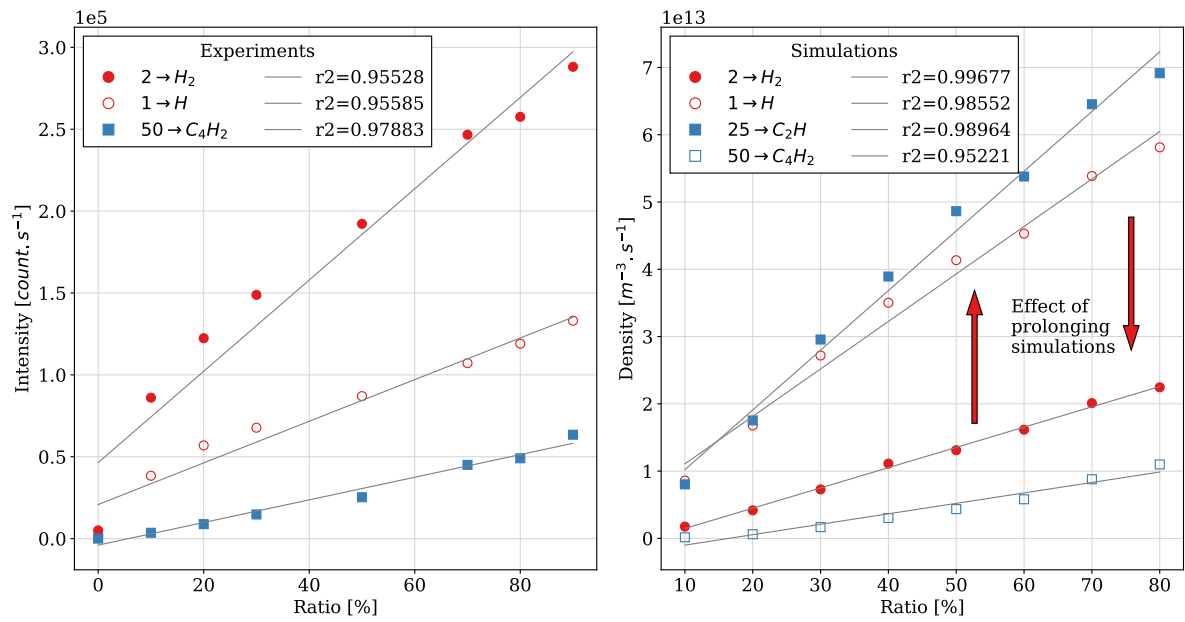 1e5
Experiments
2→H₂ r2=0.95528
1→H r2=0.95585
50→C₄H₂ r2=0.97883
3.0
2.5
2.0
1.5
1.0
0.5
0.0
Intensity [count.s⁻¹]
0 20 40 60 80
Ratio [%]
1e13
Simulations
2→H₂ r2=0.99677
1→H r2=0.98552
25→C₂H r2=0.98964
50→C₄H₂ r2=0.95221
7
6
5
4
3
2
1
0
Density [m⁻³.s⁻¹]
Effect of
prolonging
simulations
10 20 30 40 50 60 70 80
Ratio [%]